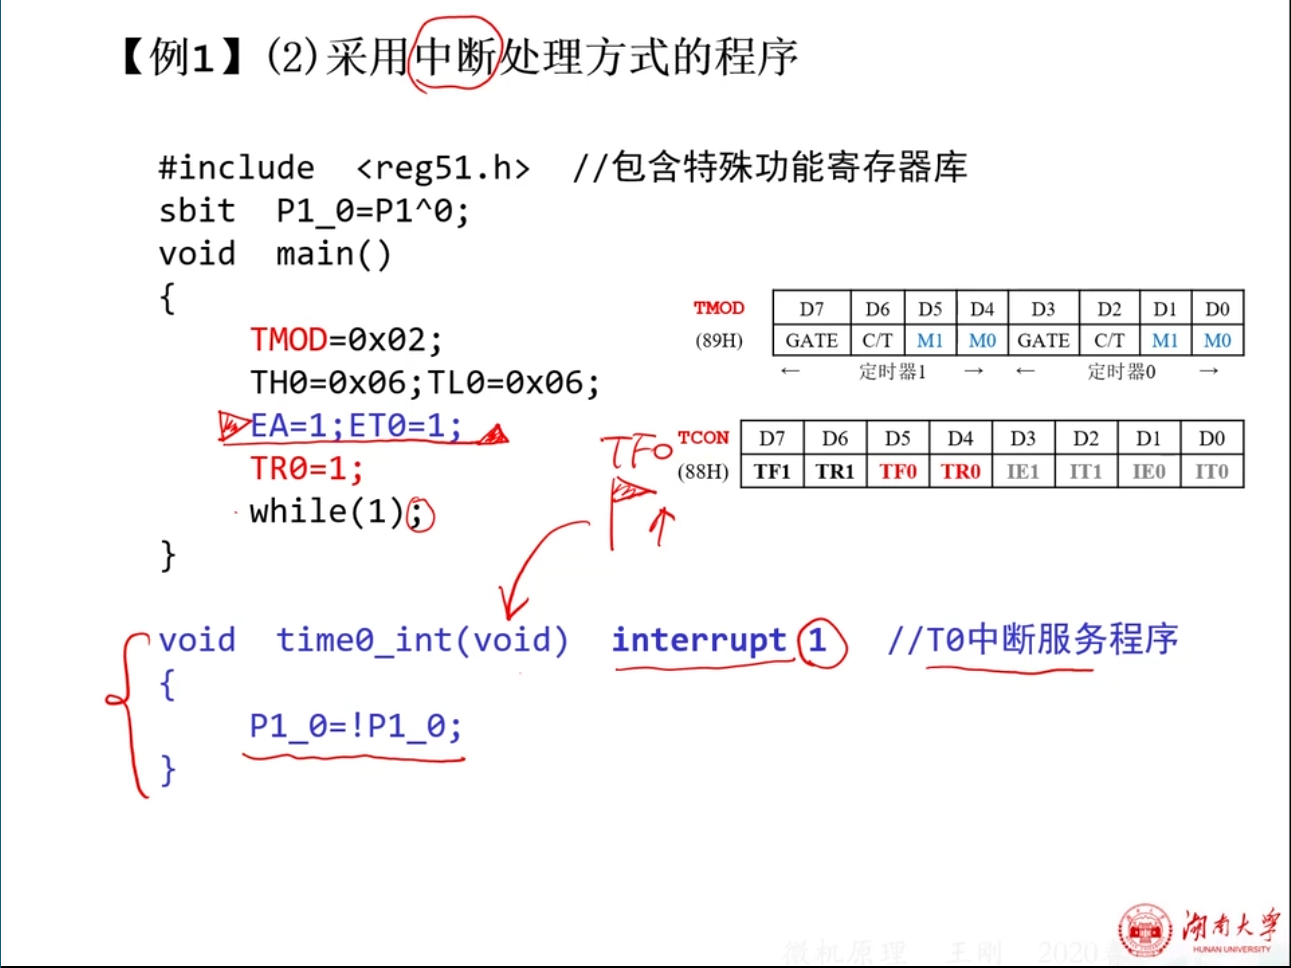 【例1】(2)采用中断处理方式的程序
#include <reg51.h> //包含特殊功能寄存器库
sbit P1_0=P1^0;
void main()
{
TMOD=0x02;
TH0=0x06;TL0=0x06;
EA=1;ET0=1;
TR0=1;
while(1);
}
TMOD D7 D6 D5 D4 D3 D2 D1 D0
(89H) GATE C/T M1 M0 GATE C/T M1 M0
← 定时器1 → ← 定时器0 →
TF0
TCON D7 D6 D5 D4 D3 D2 D1 D0
(88H) TF1 TR1 TF0 TR0 IE1 IT1 IE0 IT0
void time0_int(void) interrupt 1 //T0中断服务程序
{
P1_0=!P1_0;
}
湖南大学
HUNAN UNIVERSITY
微机原理 王刚 2020春